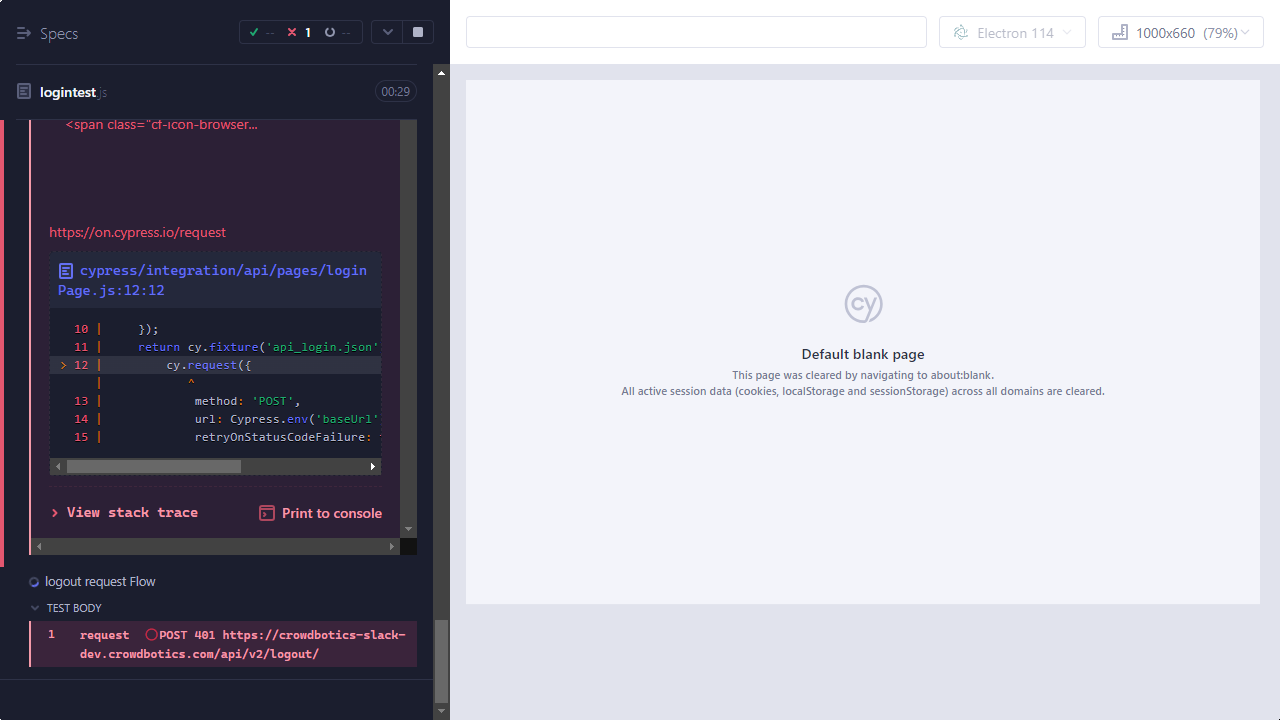 Specs
-- 1 --
Electron 114
1000x660 (79%)
logintest.js
00:29
<span class="cf-icon-browser…
https://on.cypress.io/request
cypress/integration/api/pages/login
Page.js:12:12
10 | });
11 | return cy.fixture('api_login.json'
> 12 | cy.request({
| ^
13 | method: 'POST',
14 | url: Cypress.env('baseUrl'
15 | retryOnStatusCodeFailure:
View stack trace
Print to console
logout request Flow
TEST BODY
1 request POST 401 https://crowdbotics-slack-
dev.crowdbotics.com/api/v2/logout/
cy
Default blank page
This page was cleared by navigating to about:blank.
All active session data (cookies, localStorage and sessionStorage) across all domains are cleared.